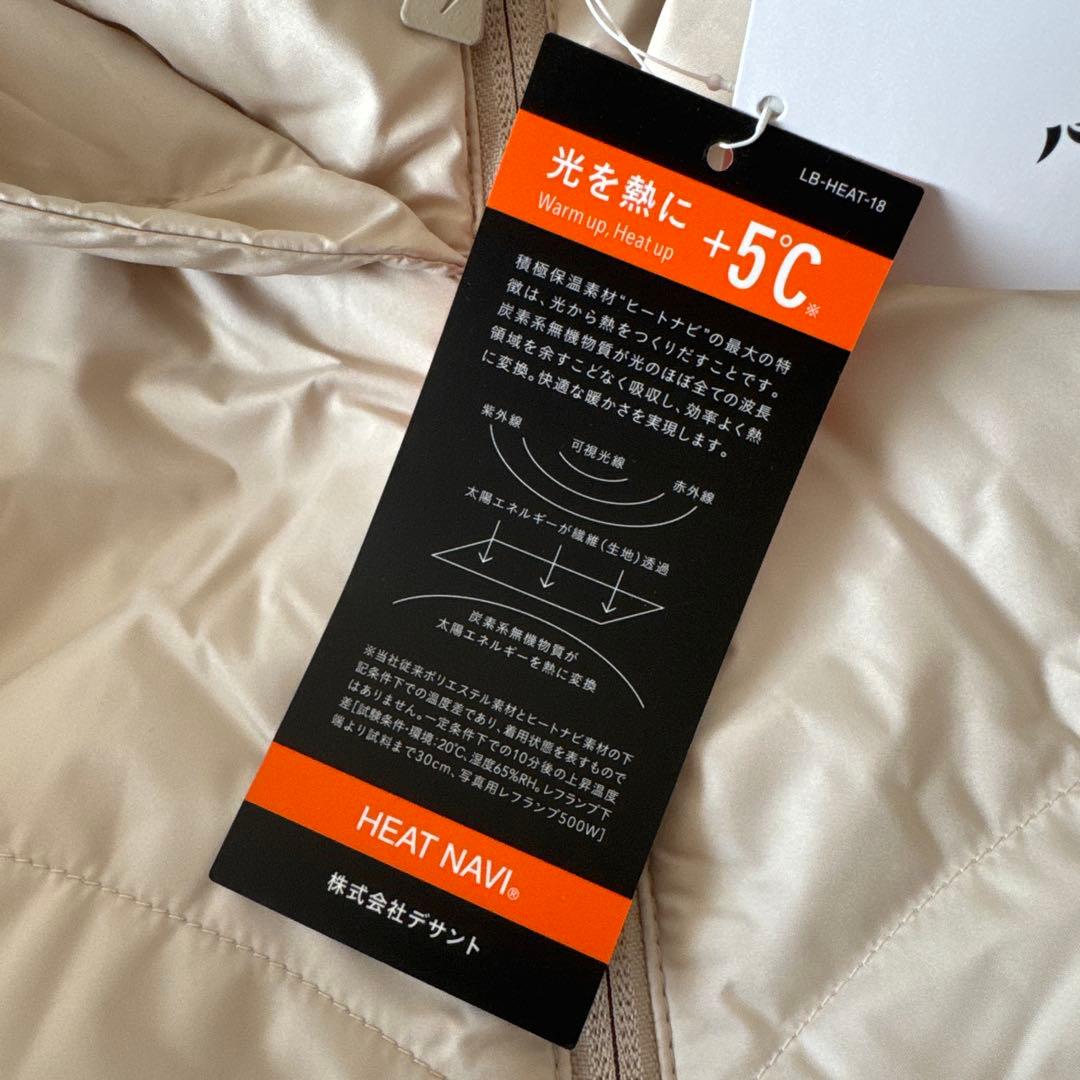 LB-HEAT-18
光を熱に
Warm up, Heat up
+5℃※
積極保温素材“ヒートナビ”の最大の特
徴は、光から熱をつくりだすことです。
炭素系無機物質が光のほぼ全ての波長
領域を余すことなく吸収し、効率よく熱
に変換。快適な暖かさを実現します。
紫外線
可視光線
赤外線
太陽エネルギーが繊維(生地)透過
炭素系無機物質が
太陽エネルギーを熱に変換
※当社従来ポリエステル素材とヒートナビ素材の下
記条件下での温度差であり、着用状態を表すもので
はありません。一定条件下での10分後の上昇温度
差[試験条件・環境:20℃、湿度65%RH。レフランプ下
端より試料まで30cm、写真用レフランプ500W]
HEAT NAVI®
株式会社デサント